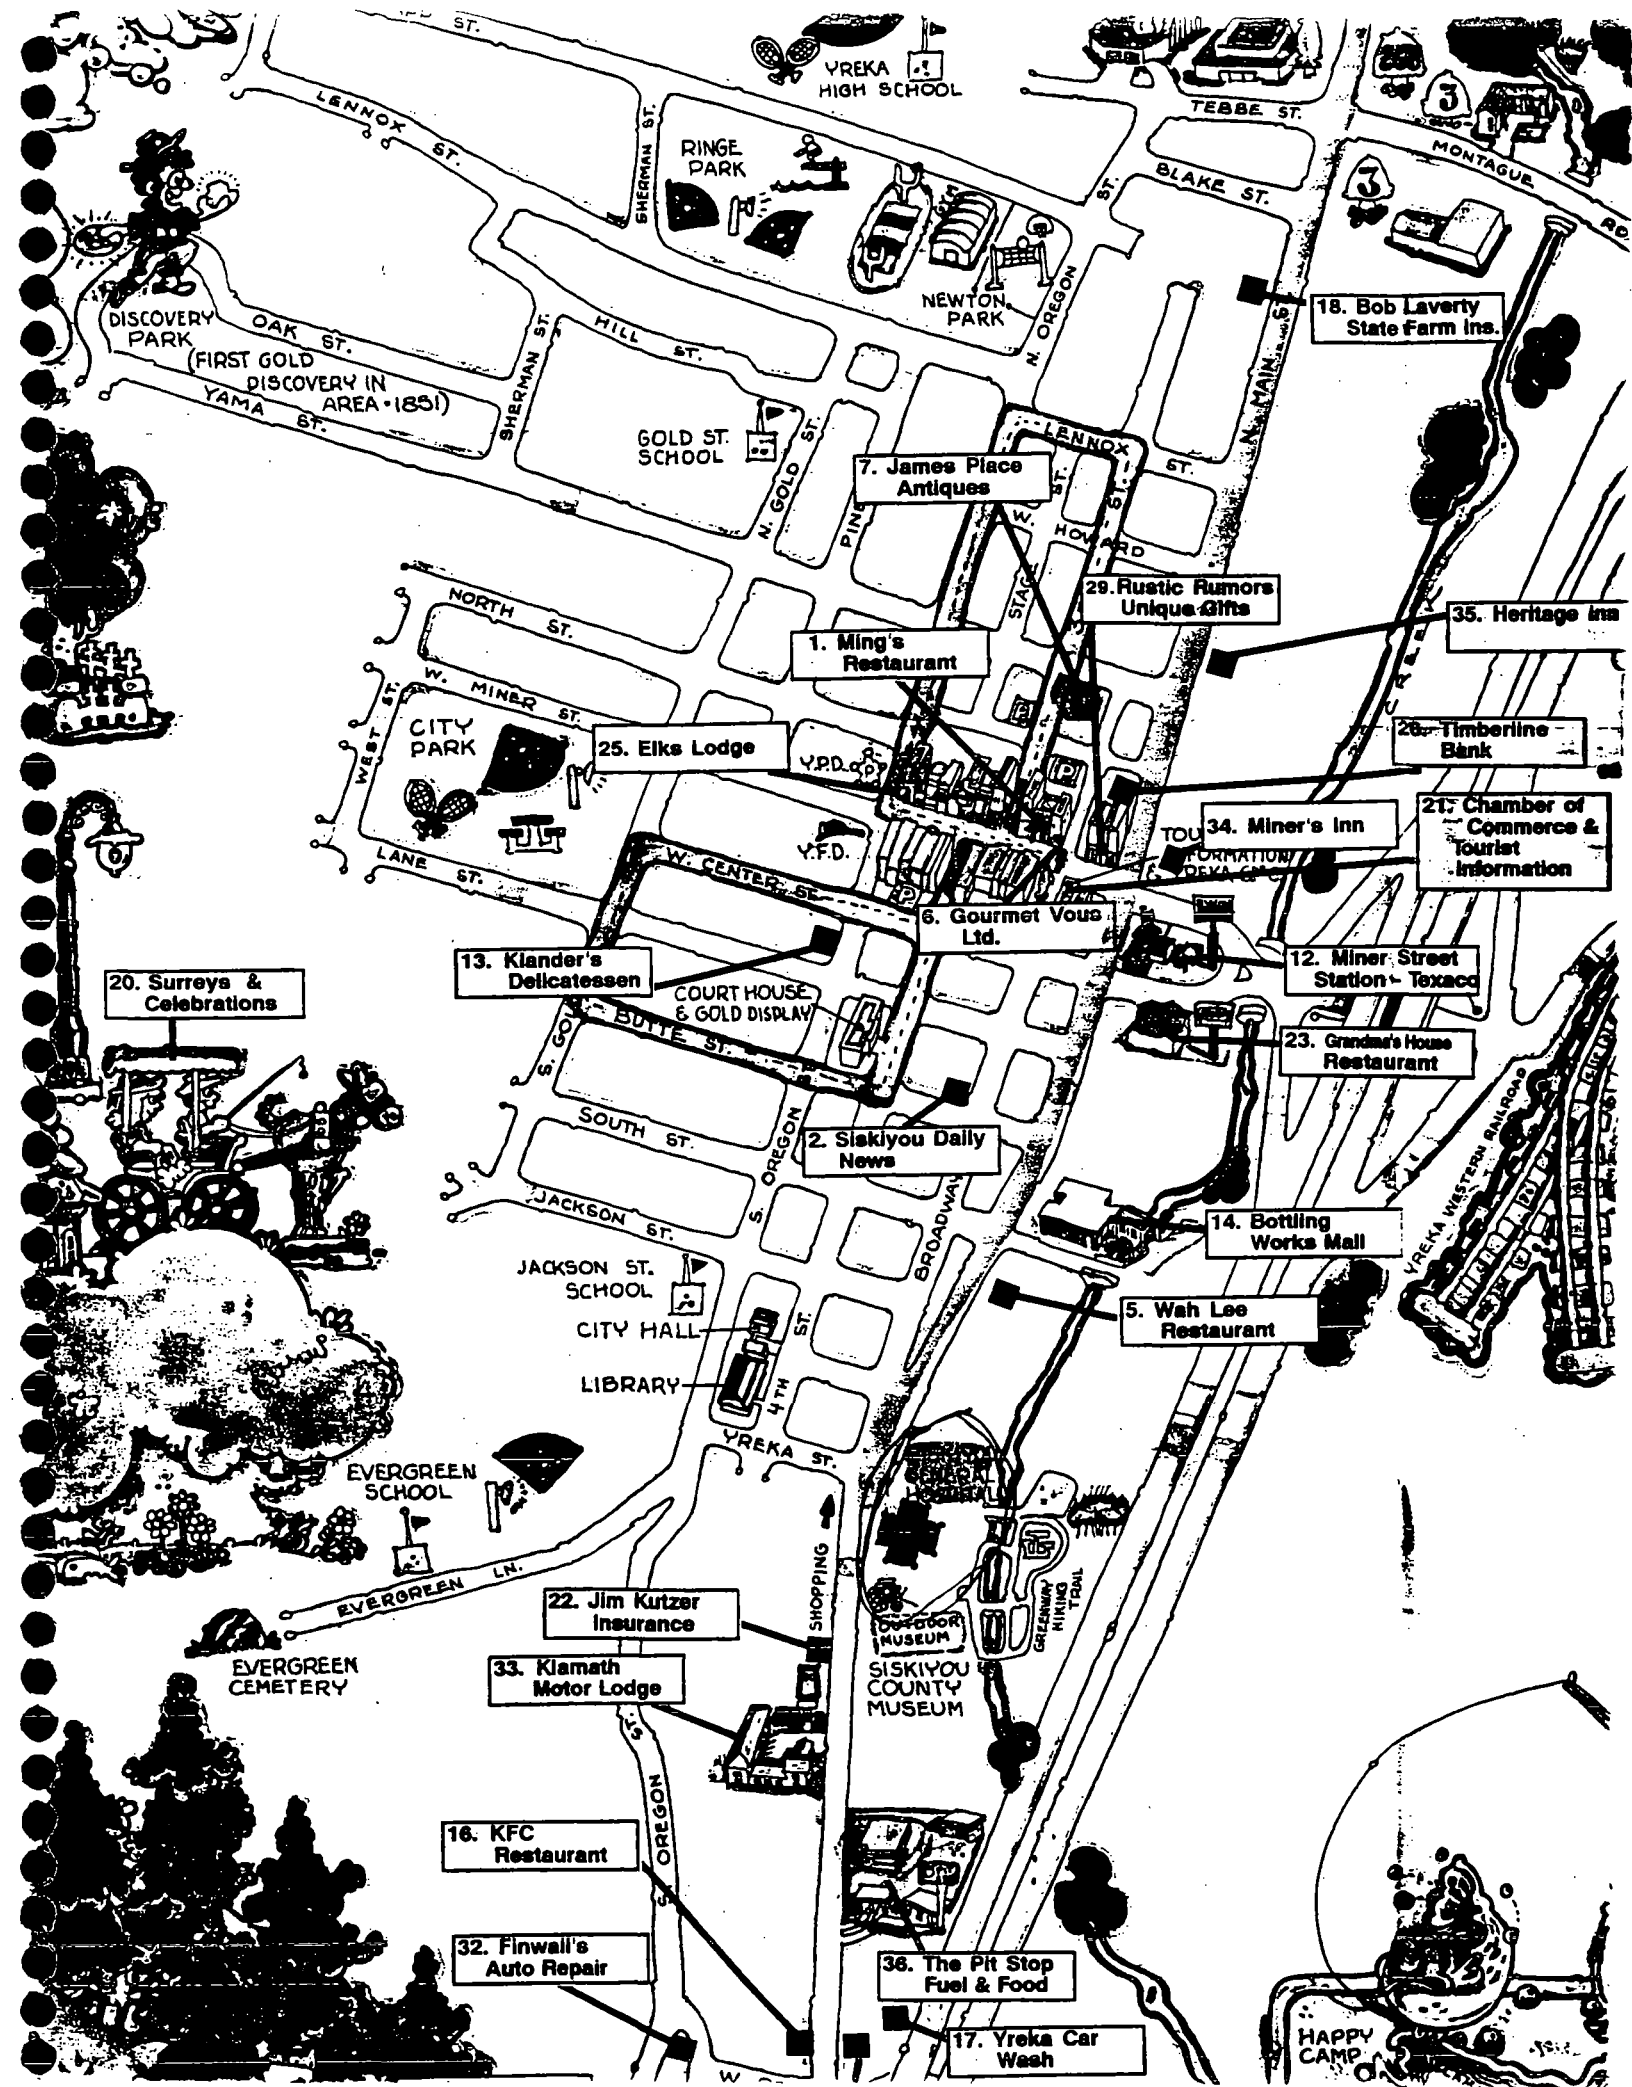 ST.
YREKA
HIGH SCHOOL
TEBBE ST.
LENNOX
ST.
SHERMAN ST.
RINGE
PARK
BLAKE ST.
ST.
3
3
MONTAGUE
RD.
NEWTON
PARK
N. OREGON
18. Bob Laverty
State Farm Ins.
DISCOVERY
PARK
(FIRST GOLD
DISCOVERY IN
AREA • 1851)
OAK ST.
YAMA ST.
SHERMAN ST.
HILL ST.
N. MAIN
ST.
GOLD ST.
SCHOOL
N. GOLD ST.
PINE
LENNOX
ST.
7. James Place
Antiques
ST.
ST.
W.
HOWARD
STAGE
29. Rustic Rumors
Unique Gifts
NORTH ST.
1. Ming's
Restaurant
35. Heritage Inn
W. MINER ST.
WEST ST.
CITY
PARK
25. Elks Lodge
Y.P.D.
P
P
28. Timberline
Bank
34. Miner's Inn
21. Chamber of
Commerce &
Tourist
Information
TOU
FORMATION
Y.F.D.
LANE ST.
W. CENTER ST.
P
6. Gourmet Vous
Ltd.
13. Klander's
Delicatessen
12. Miner Street
Station - Texaco
20. Surreys &
Celebrations
COURT HOUSE
& GOLD DISPLAY
S. GOLD
BUTTE ST.
23. Grandma's House
Restaurant
YREKA WESTERN RAILROAD
SOUTH ST.
S. OREGON
2. Siskiyou Daily
News
JACKSON ST.
BROADWAY
14. Bottling
Works Mall
JACKSON ST.
SCHOOL
CITY HALL
ST.
5. Wah Lee
Restaurant
LIBRARY
4TH
YREKA ST.
EVERGREEN
SCHOOL
GENERAL
HOSPITAL
EVERGREEN LN.
SHOPPING
GREENWAY
HIKING
TRAIL
22. Jim Kutzer
Insurance
OUTDOOR
MUSEUM
EVERGREEN
CEMETERY
33. Klamath
Motor Lodge
SISKIYOU
COUNTY
MUSEUM
S. OREGON
ST.
16. KFC
Restaurant
32. Finwall's
Auto Repair
36. The Pit Stop
Fuel & Food
17. Yreka Car
Wash
HAPPY
CAMP
W.